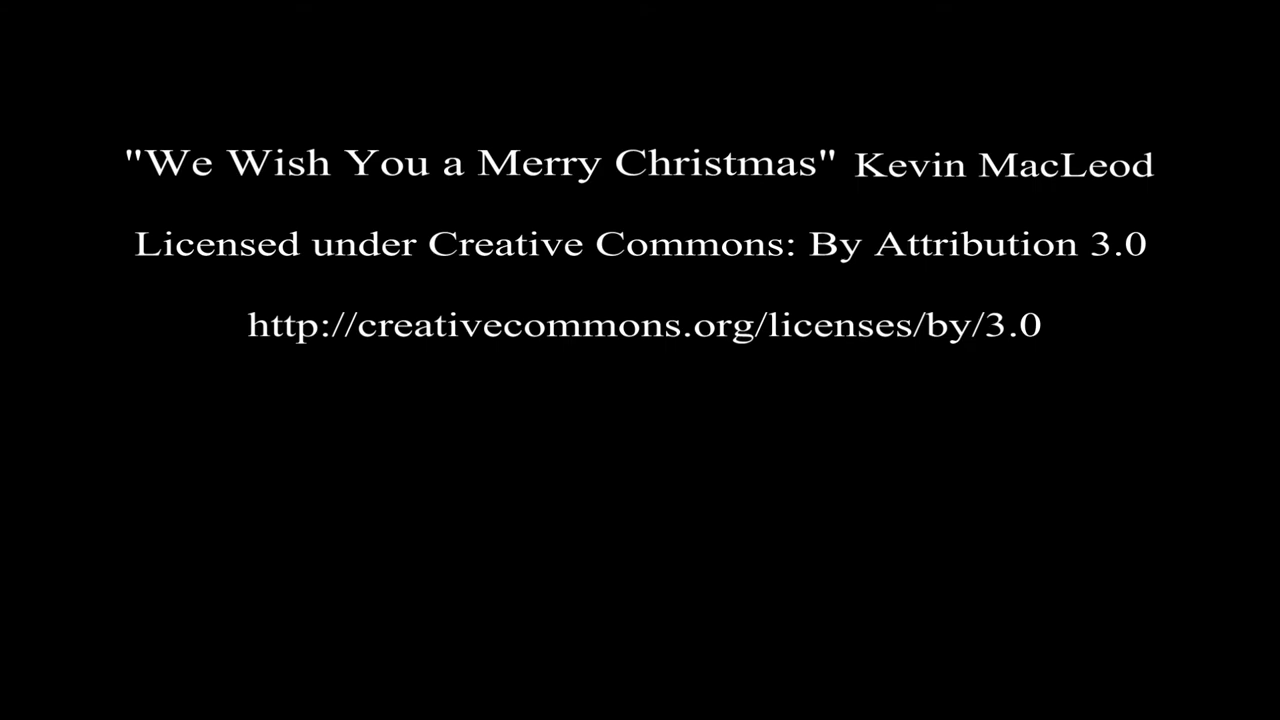 "We Wish You a Merry Christmas" Kevin MacLeod
Licensed under Creative Commons: By Attribution 3.0
http://creativecommons.org/licenses/by/3.0